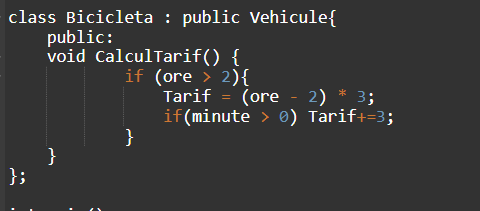 class Bicicleta : public Vehicule{
public:
void CalculTarif() {
if (ore > 2){
Tarif = (ore - 2) * 3;
if(minute > 0) Tarif+=3;
}
}
};